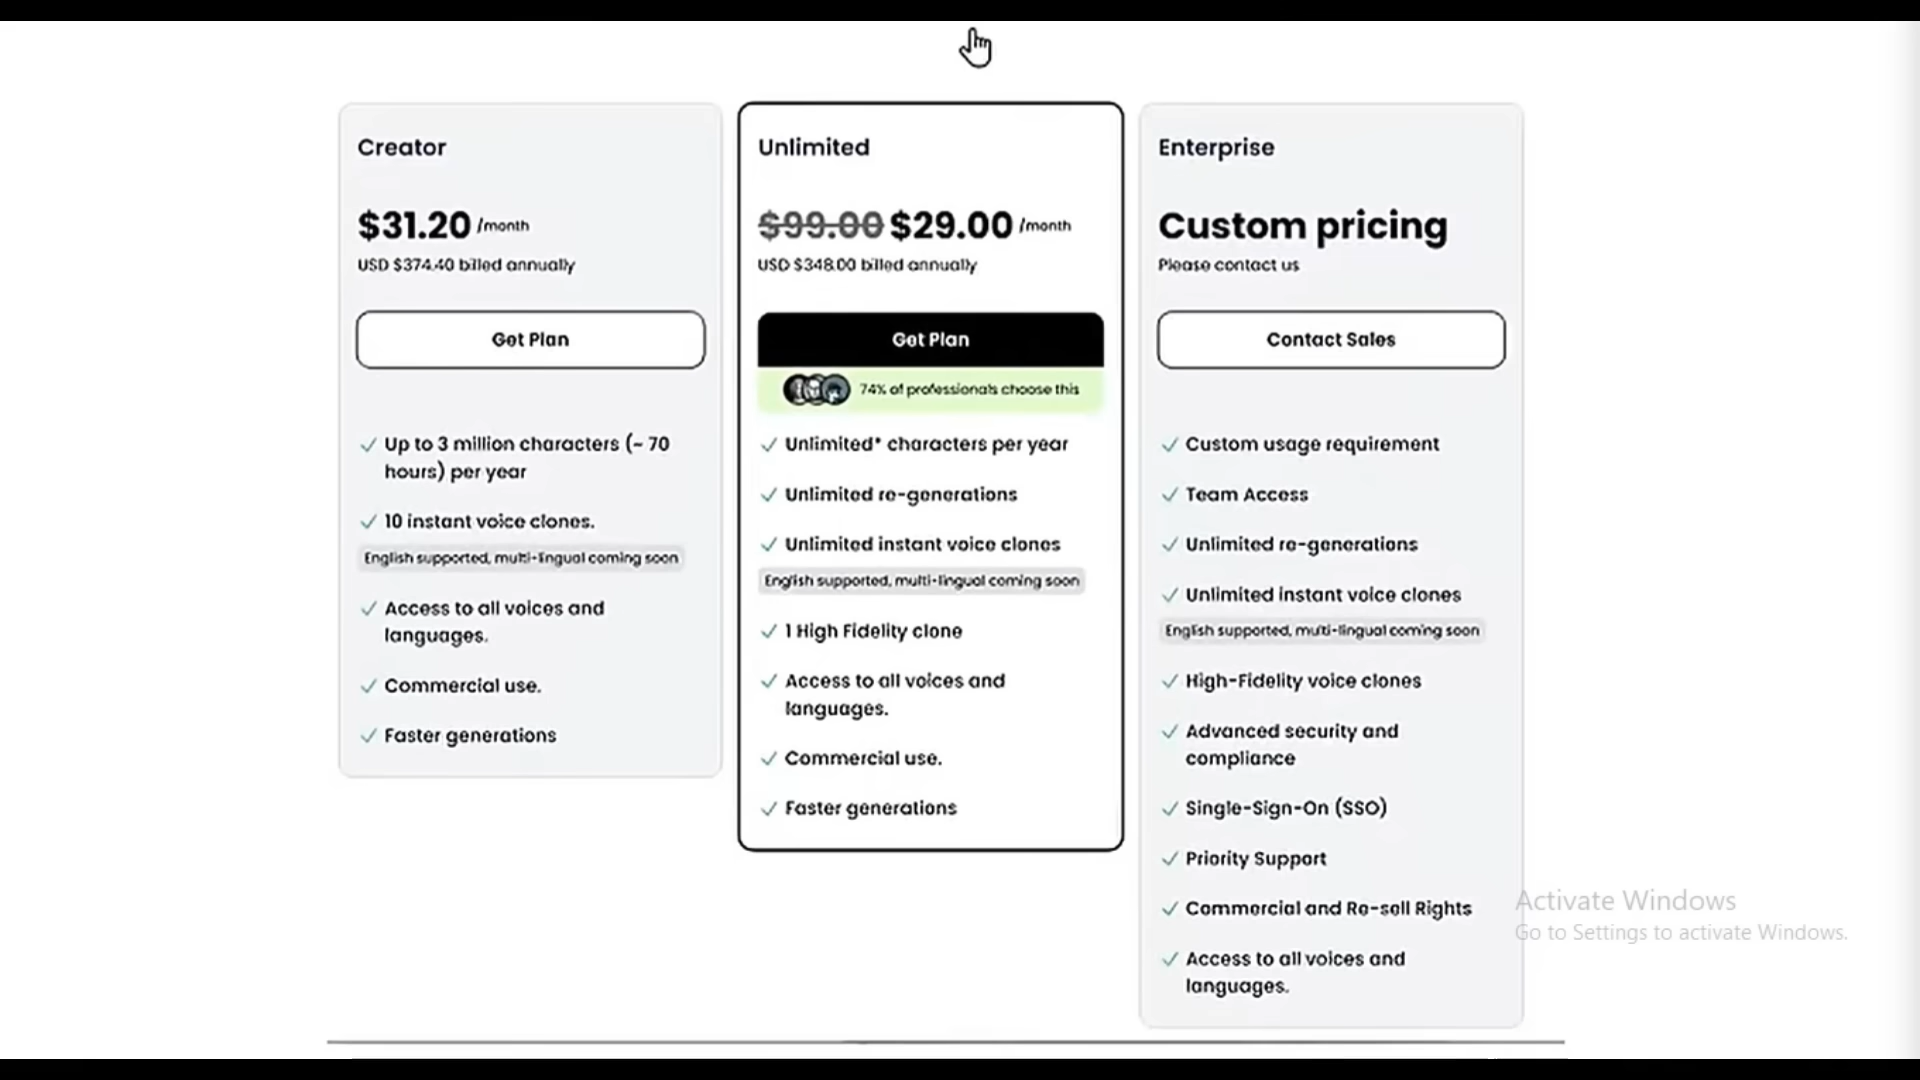 Creator
$31.20 /month
USD $374.40 billed annually
Get Plan
✓ Up to 3 million characters (~ 70
hours) per year
✓ 10 instant voice clones.
English supported, multi-lingual coming soon
✓ Access to all voices and
languages.
✓ Commercial use.
✓ Faster generations
Unlimited
$99.00 $29.00 /month
USD $348.00 billed annually
Get Plan
74% of professionals choose this
✓ Unlimited* characters per year
✓ Unlimited re-generations
✓ Unlimited instant voice clones
English supported, multi-lingual coming soon
✓ 1 High Fidelity clone
✓ Access to all voices and
languages.
✓ Commercial use.
✓ Faster generations
Enterprise
Custom pricing
Please contact us
Contact Sales
✓ Custom usage requirement
✓ Team Access
✓ Unlimited re-generations
✓ Unlimited instant voice clones
English supported, multi-lingual coming soon
✓ High-Fidelity voice clones
✓ Advanced security and
compliance
✓ Single-Sign-On (SSO)
✓ Priority Support
✓ Commercial and Re-sell Rights
✓ Access to all voices and
languages.
Activate Windows
Go to Settings to activate Windows.